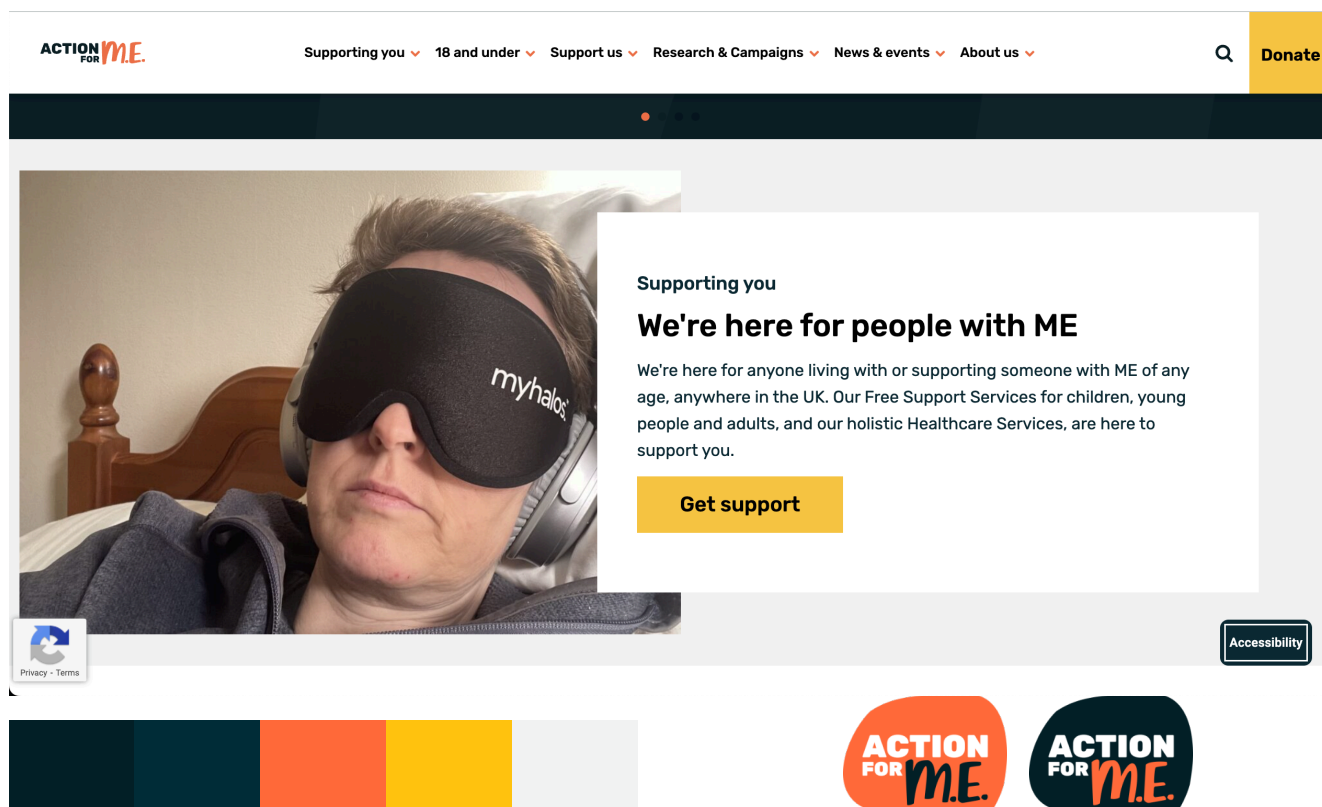 ACTION
FOR M.E.
Supporting you
18 and under
Support us
Research & Campaigns
News & events
About us
Donate
myhalos
Supporting you
We're here for people with ME
We're here for anyone living with or supporting someone with ME of any
age, anywhere in the UK. Our Free Support Services for children, young
people and adults, and our holistic Healthcare Services, are here to
support you.
Get support
Privacy - Terms
Accessibility
ACTION
FOR M.E.
ACTION
FOR M.E.